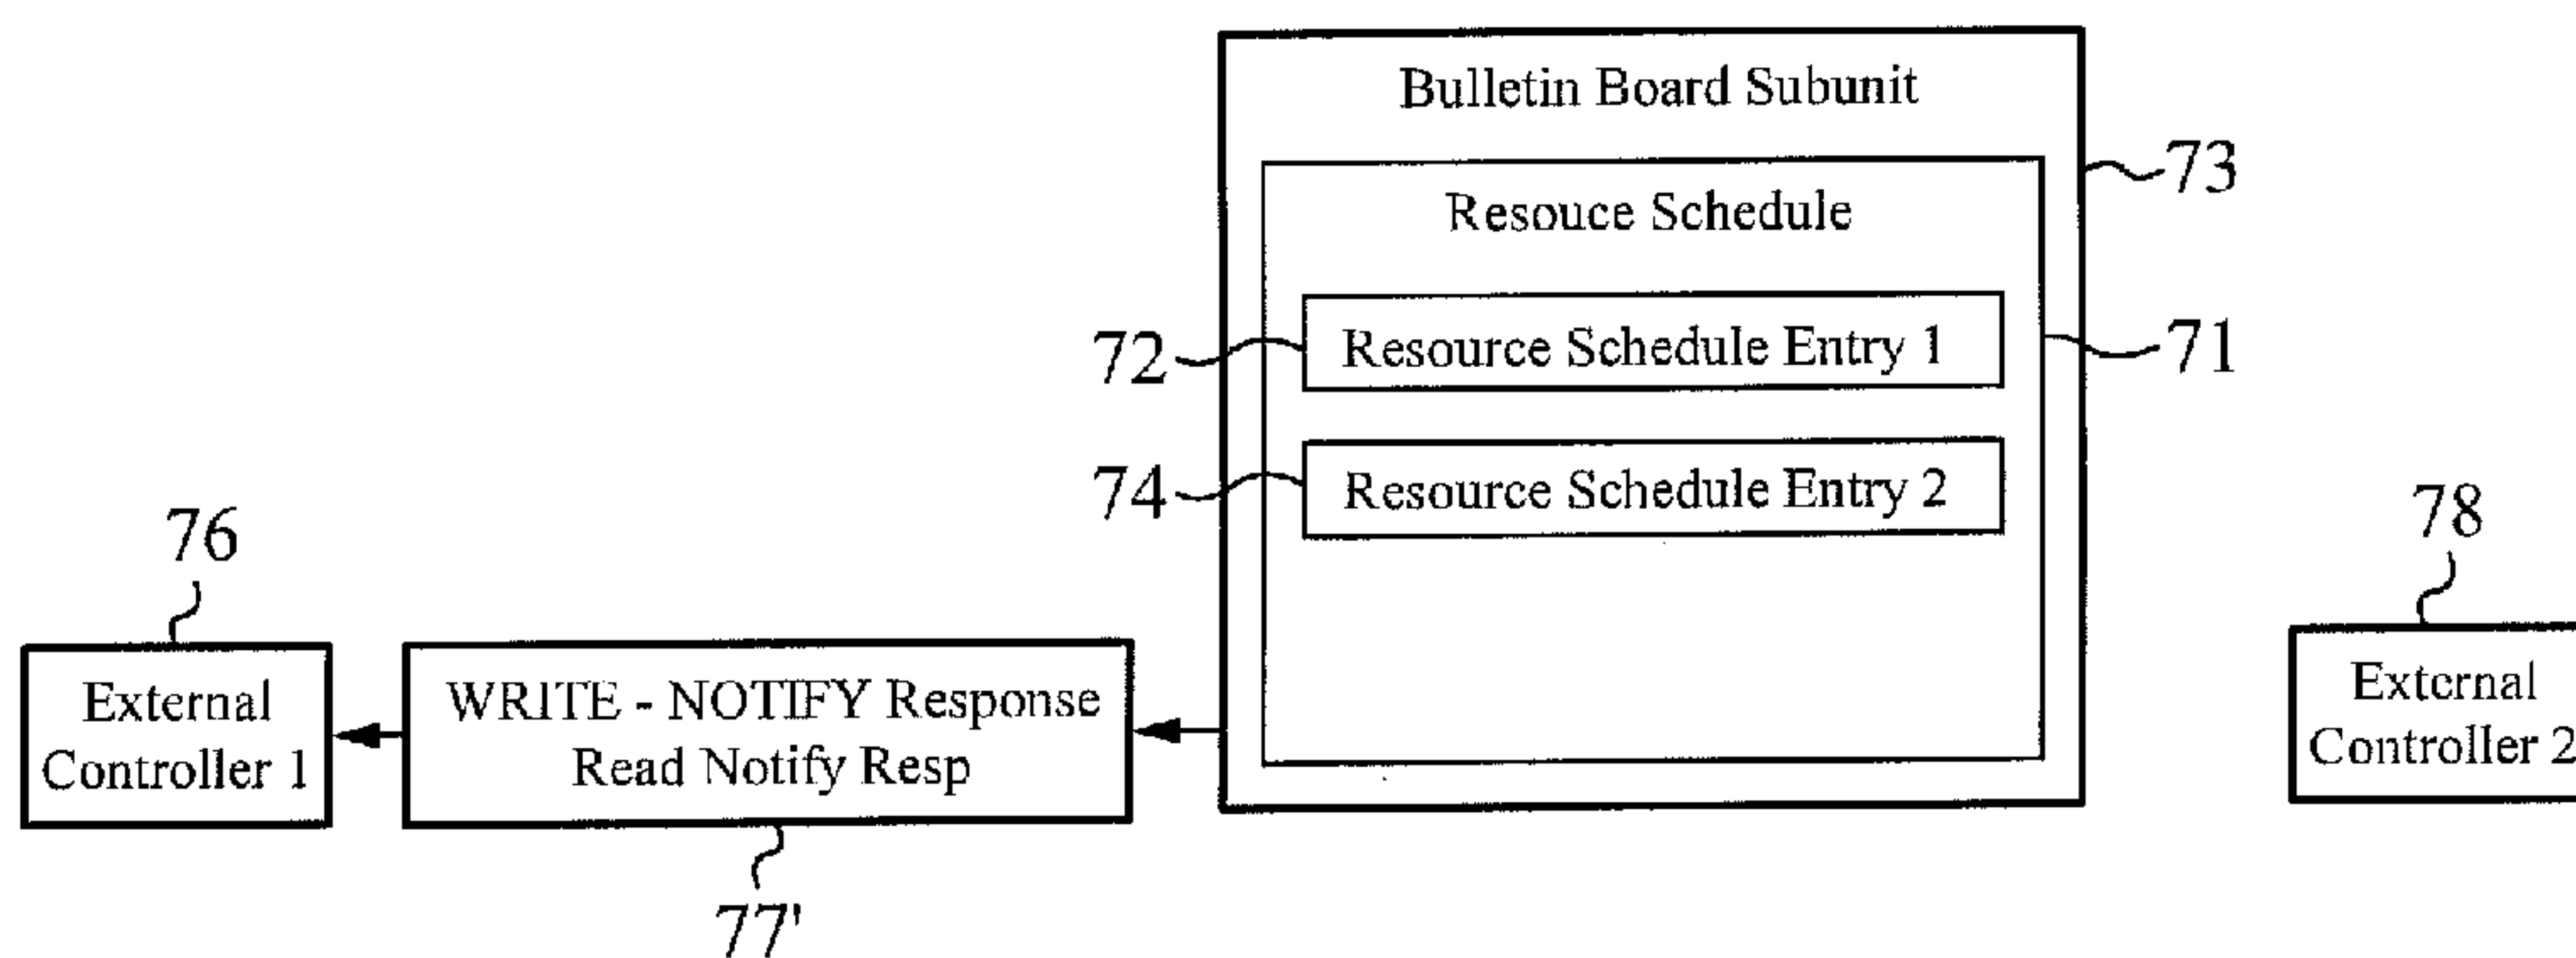 Bulletin Board Subunit
73
Resouce Schedule
72
Resource Schedule Entry 1
71
74
Resource Schedule Entry 2
76
78
External
Controller 1
WRITE - NOTIFY Response
Read Notify Resp
External
Controller 2
77'